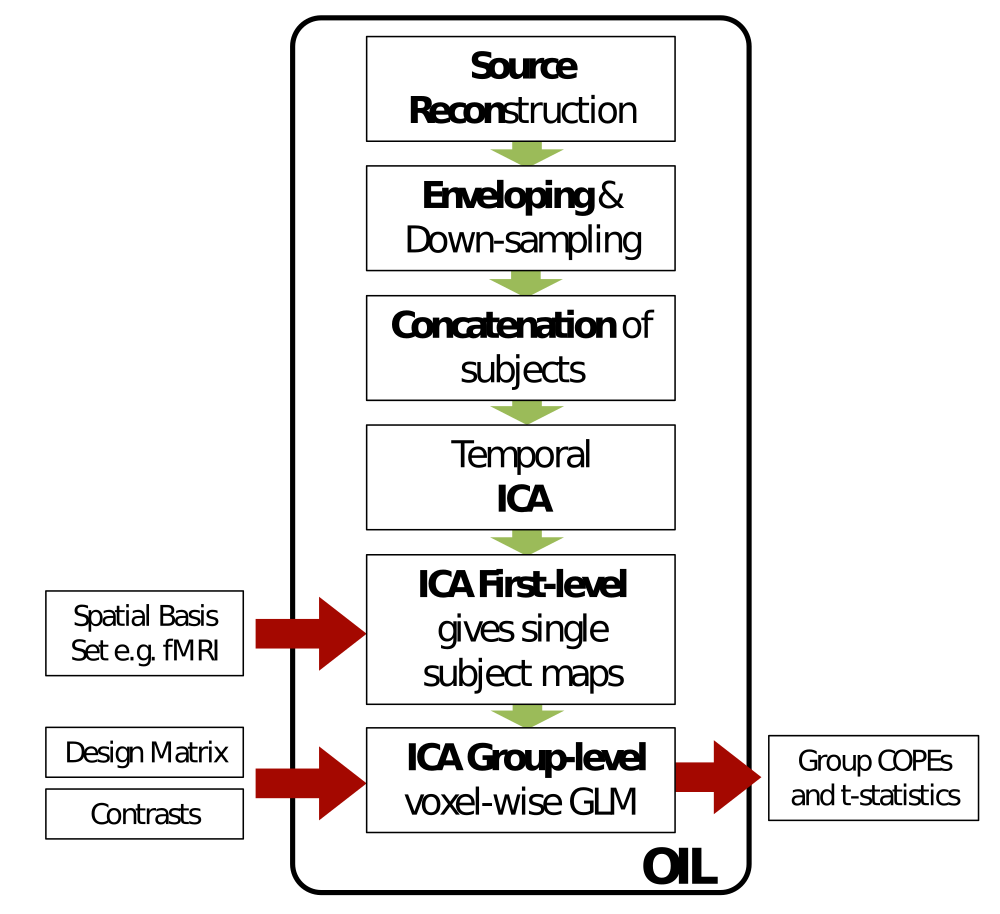 Source
Reconstruction
Enveloping &
Down-sampling
Concatenation of
subjects
Temporal
ICA
ICA First-level
gives single
subject maps
Spatial Basis
Set e.g. fMRI
ICA Group-level
voxel-wise GLM
Design Matrix
Contrasts
Group COPEs
and t-statistics
OIL